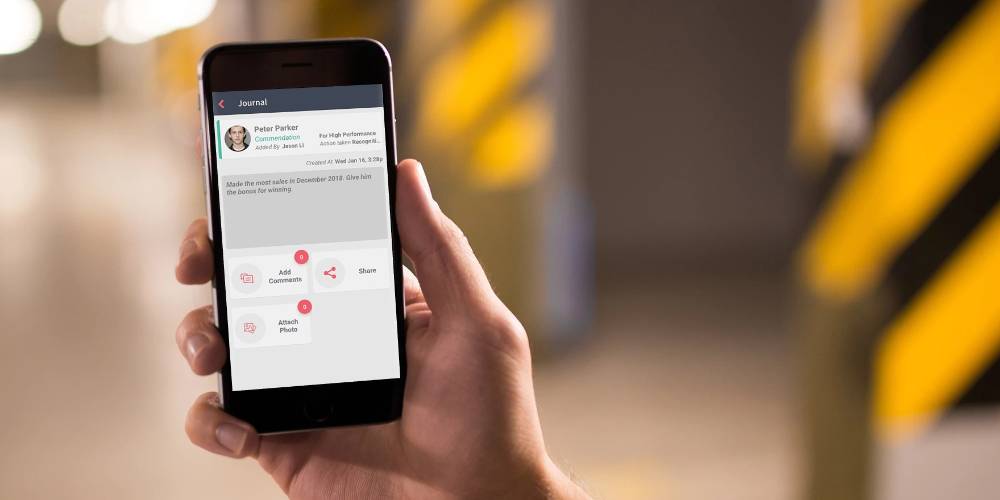 Journal
Peter Parker
Commendation
Added By Jason Li
For High Performance
Action taken Recogniti...
Created At Wed Jan 16, 3:28p
Made the most sales in December 2018. Give him
the bonus for winning.
0
Add
Comments
Share
0
Attach
Photo